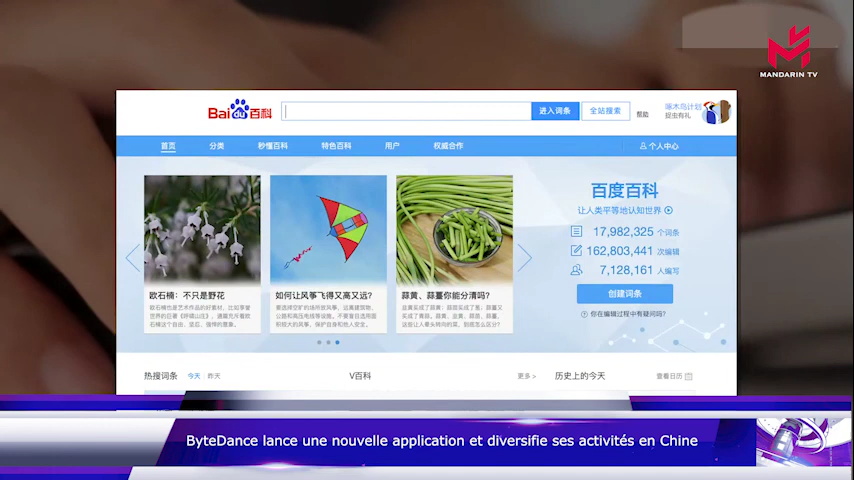 MANDARIN TV
Bai du 百科
进入词条
全站搜索
帮助
啄木鸟计划
捉虫有礼
首页
分类
秒懂百科
特色百科
用户
权威合作
个人中心
欧石楠：不只是野花
如何让风筝飞得又高又远?
蒜黄、蒜薹你能分清吗?
百度百科
让人类平等地认知世界
17,982,325 个词条
162,803,441 次编辑
7,128,161 人编写
创建词条
你在编辑过程中有疑问吗?
热搜词条 今天 昨天
V百科
更多>
历史上的今天
查看日历
ByteDance lance une nouvelle application et diversifie ses activités en Chine